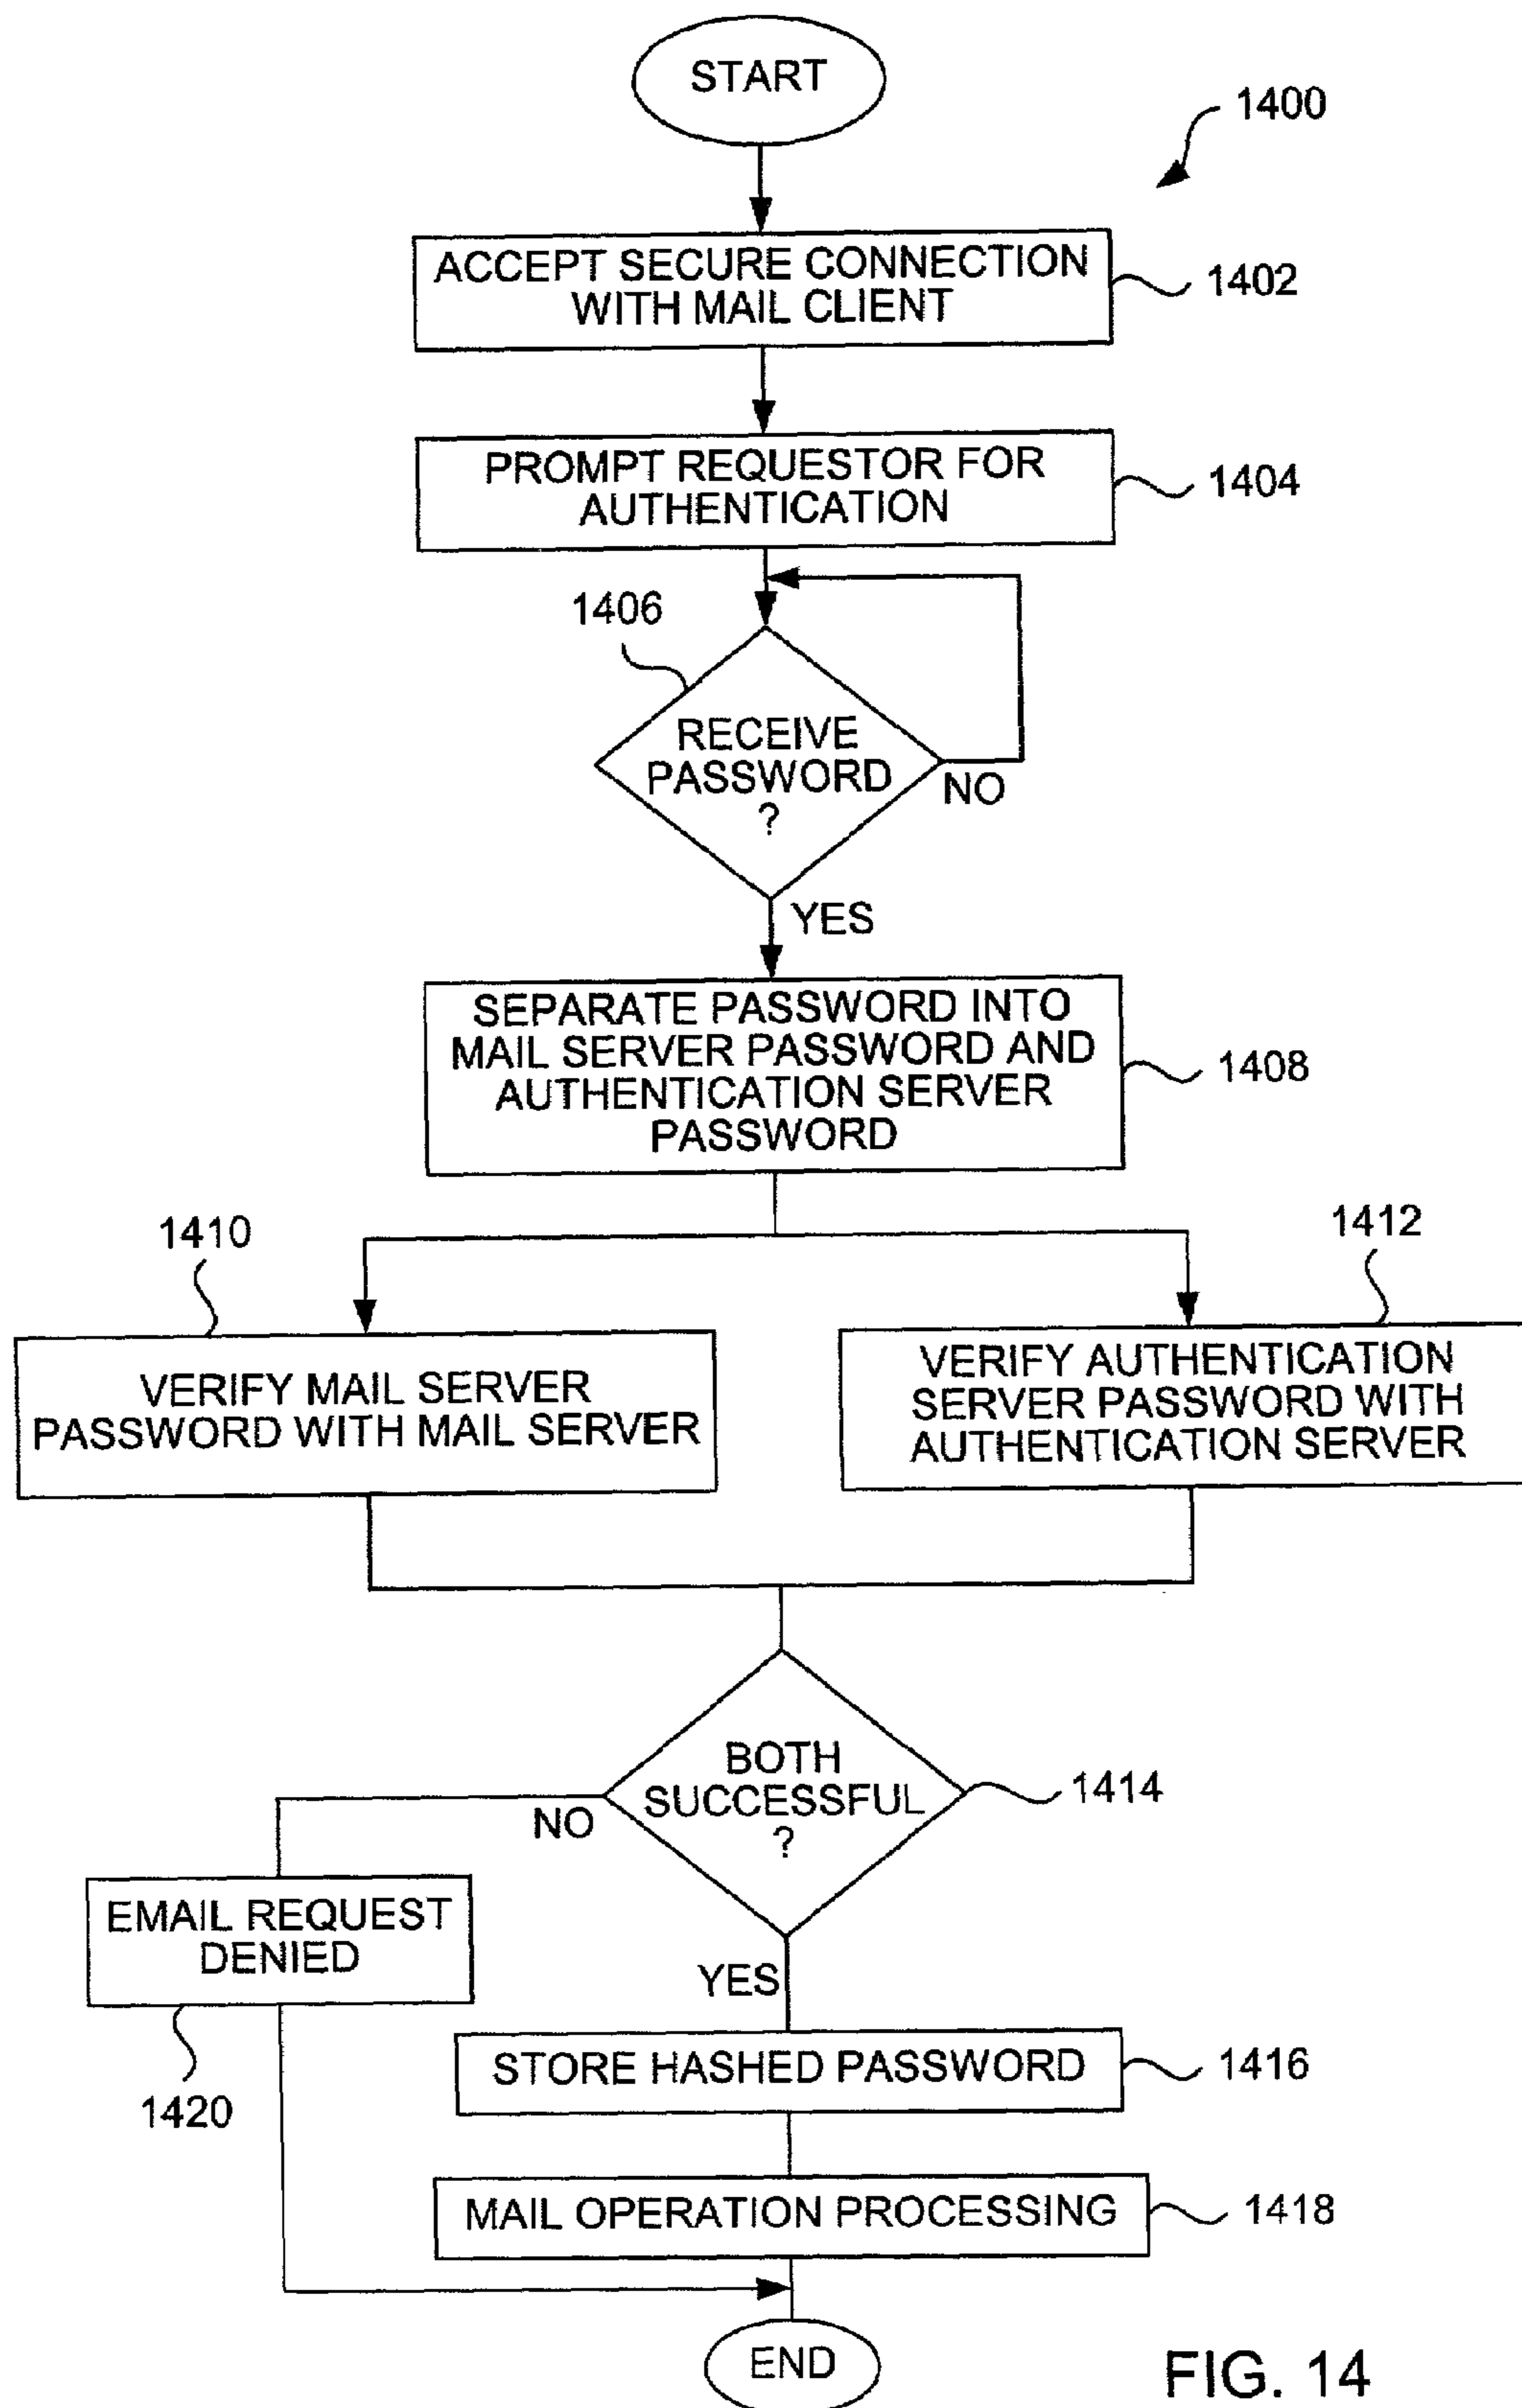 START
1400
ACCEPT SECURE CONNECTION
WITH MAIL CLIENT
1402
PROMPT REQUESTOR FOR
AUTHENTICATION
1404
1406
RECEIVE
PASSWORD
?
NO
YES
SEPARATE PASSWORD INTO
MAIL SERVER PASSWORD AND
AUTHENTICATION SERVER
PASSWORD
1408
1410
1412
VERIFY MAIL SERVER
PASSWORD WITH MAIL SERVER
VERIFY AUTHENTICATION
SERVER PASSWORD WITH
AUTHENTICATION SERVER
BOTH
SUCCESSFUL
?
1414
NO
EMAIL REQUEST
DENIED
1420
YES
STORE HASHED PASSWORD
1416
MAIL OPERATION PROCESSING
1418
END
FIG. 14